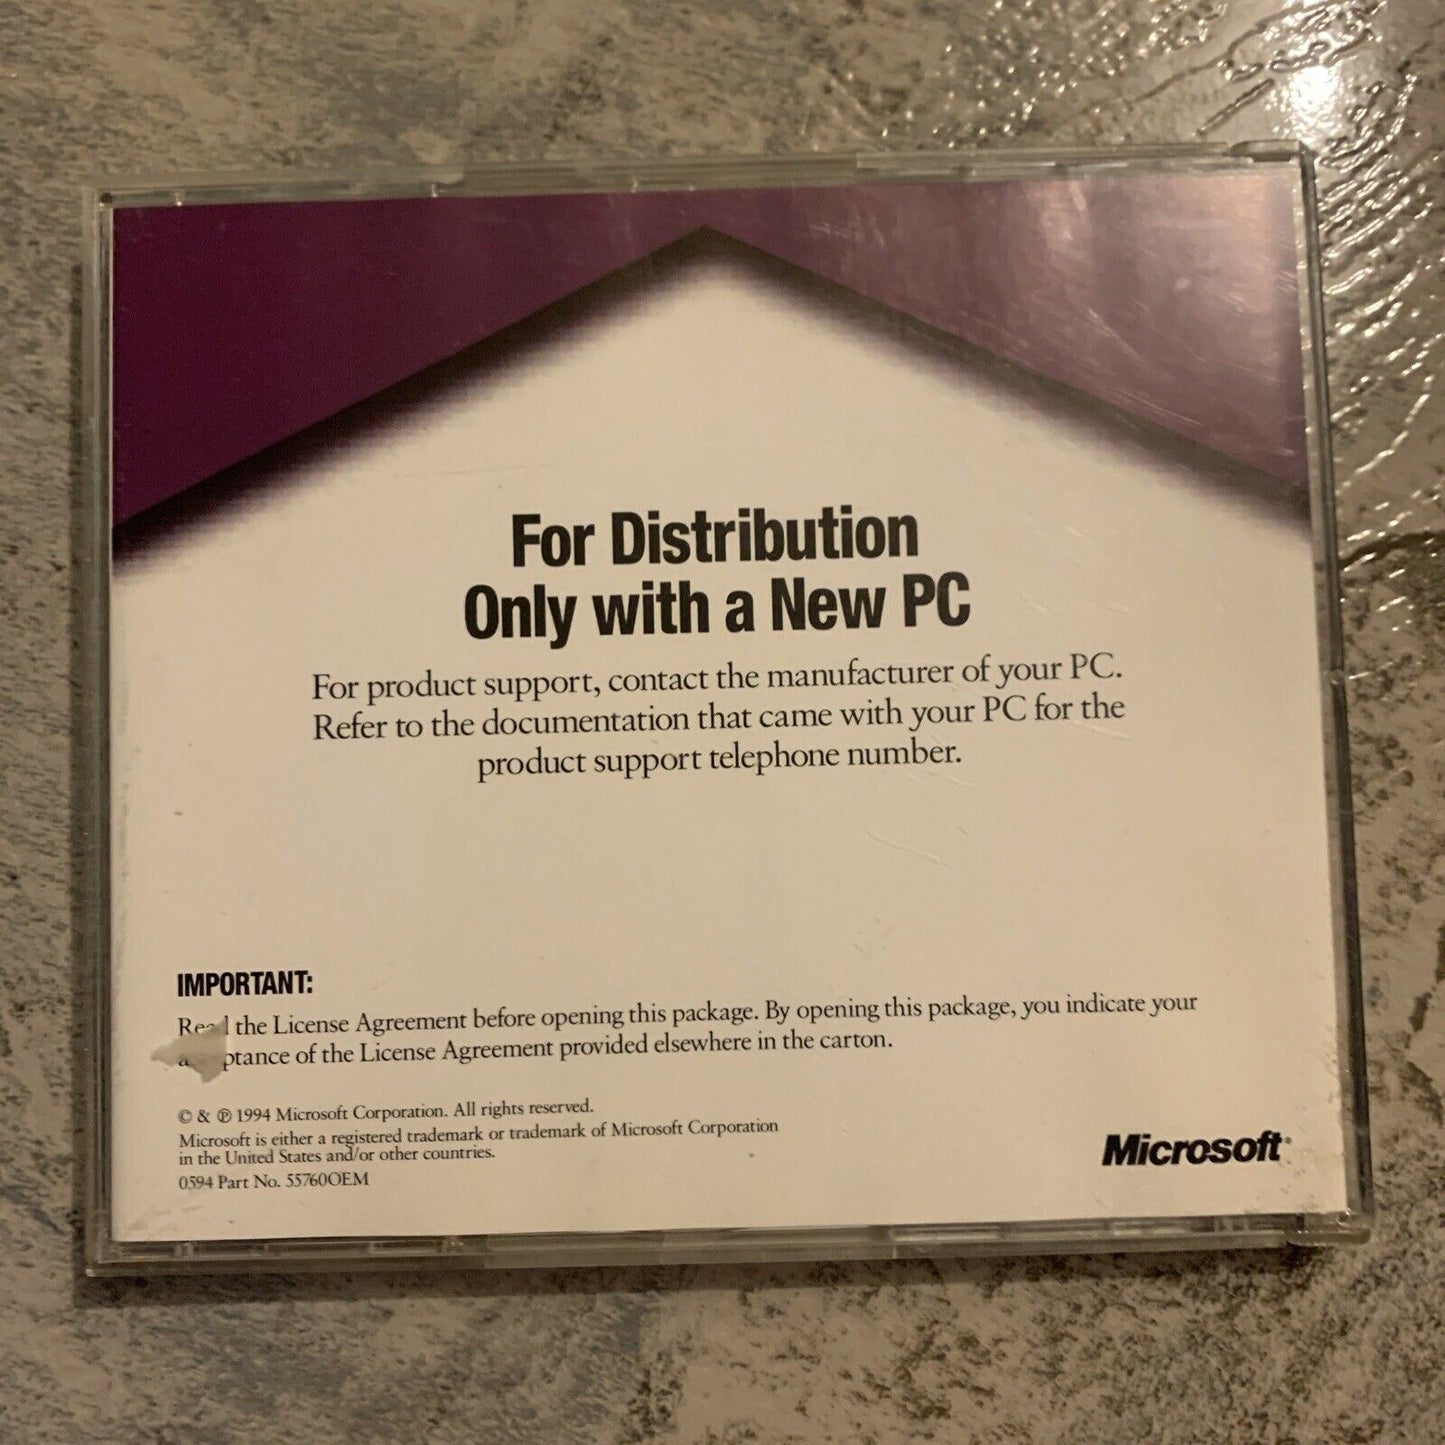 For Distribution
Only with a New PC
For product support, contact the manufacturer of your PC.
Refer to the documentation that came with your PC for the
product support telephone number.
IMPORTANT:
the License Agreement before opening this package. By opening this package, you indicate your
of the License Agreement provided elsewhere in the carton.
© & ℗ 1994 Microsoft Corporation. All rights reserved.
Microsoft is either a registered trademark or trademark of Microsoft Corporation
in the United States and/or other countries.
0594 Part No. 55760OEM
Microsoft®